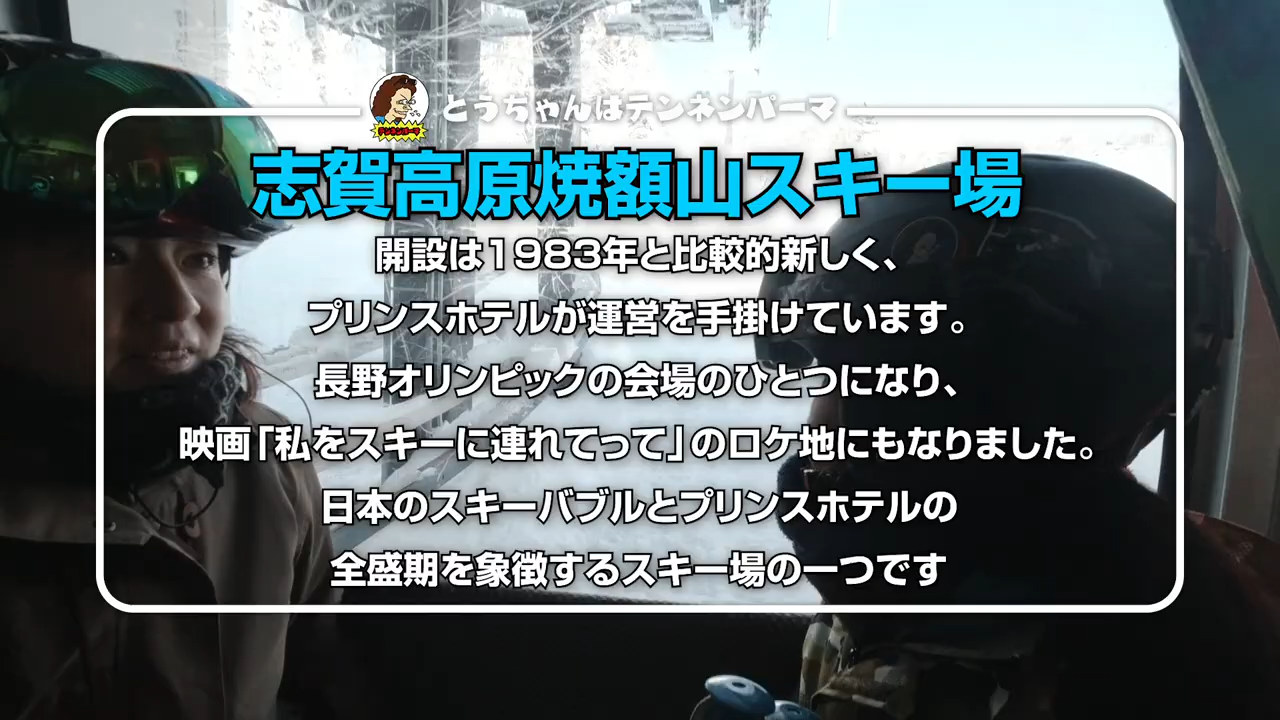 とうちゃんはテンネンパーマ
テンネンパーマ
志賀高原焼額山スキー場
開設は1983年と比較的新しく、
プリンスホテルが運営を手掛けています。
長野オリンピックの会場のひとつになり、
映画「私をスキーに連れてって」のロケ地にもなりました。
日本のスキーバブルとプリンスホテルの
全盛期を象徴するスキー場の一つです